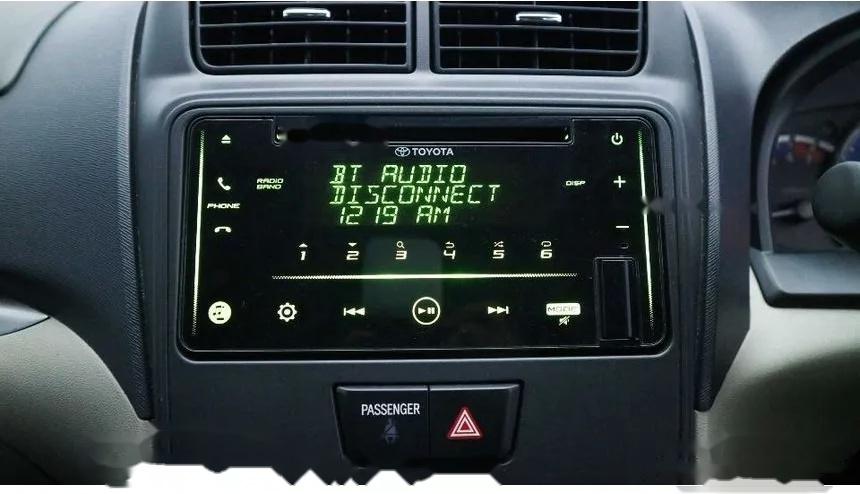 TOYOTA
RADIO
BAND
BT AUDIO
DISCONNECT
12 19 AM
DISP
PHONE
1 2 3 4 5 6
MODE
PASSENGER